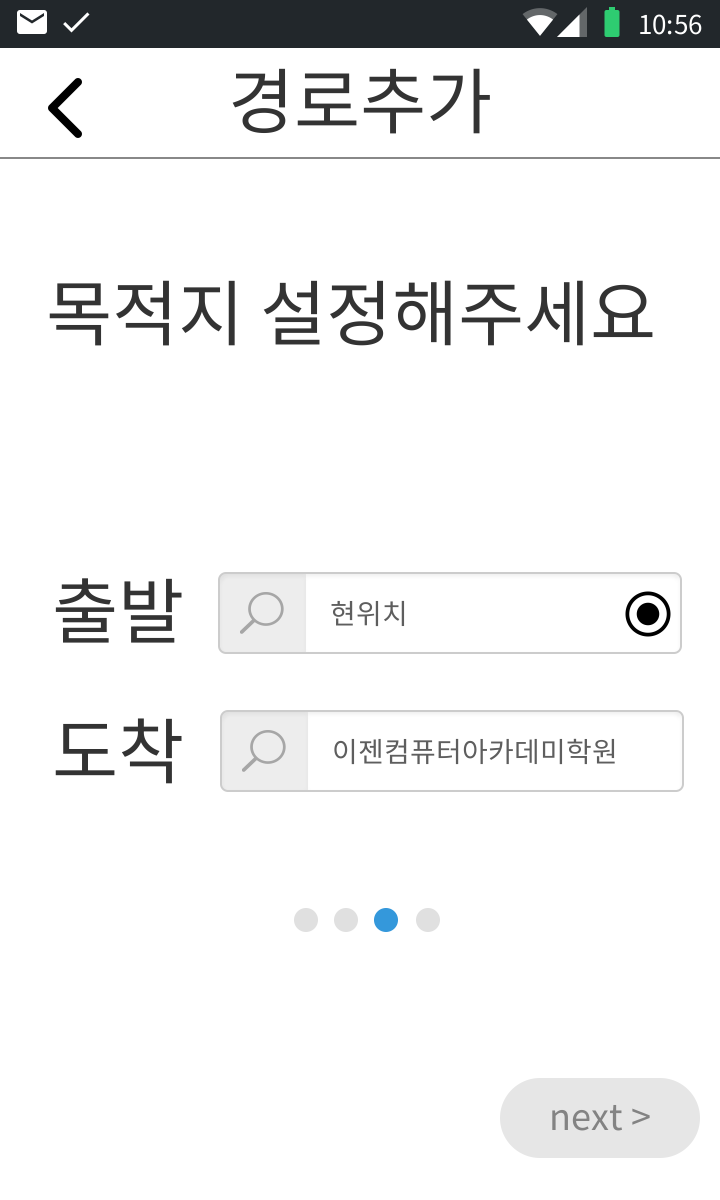 10:56
경로추가
목적지 설정해주세요
출발 현위치
도착 이젠컴퓨터아카데미학원
next >